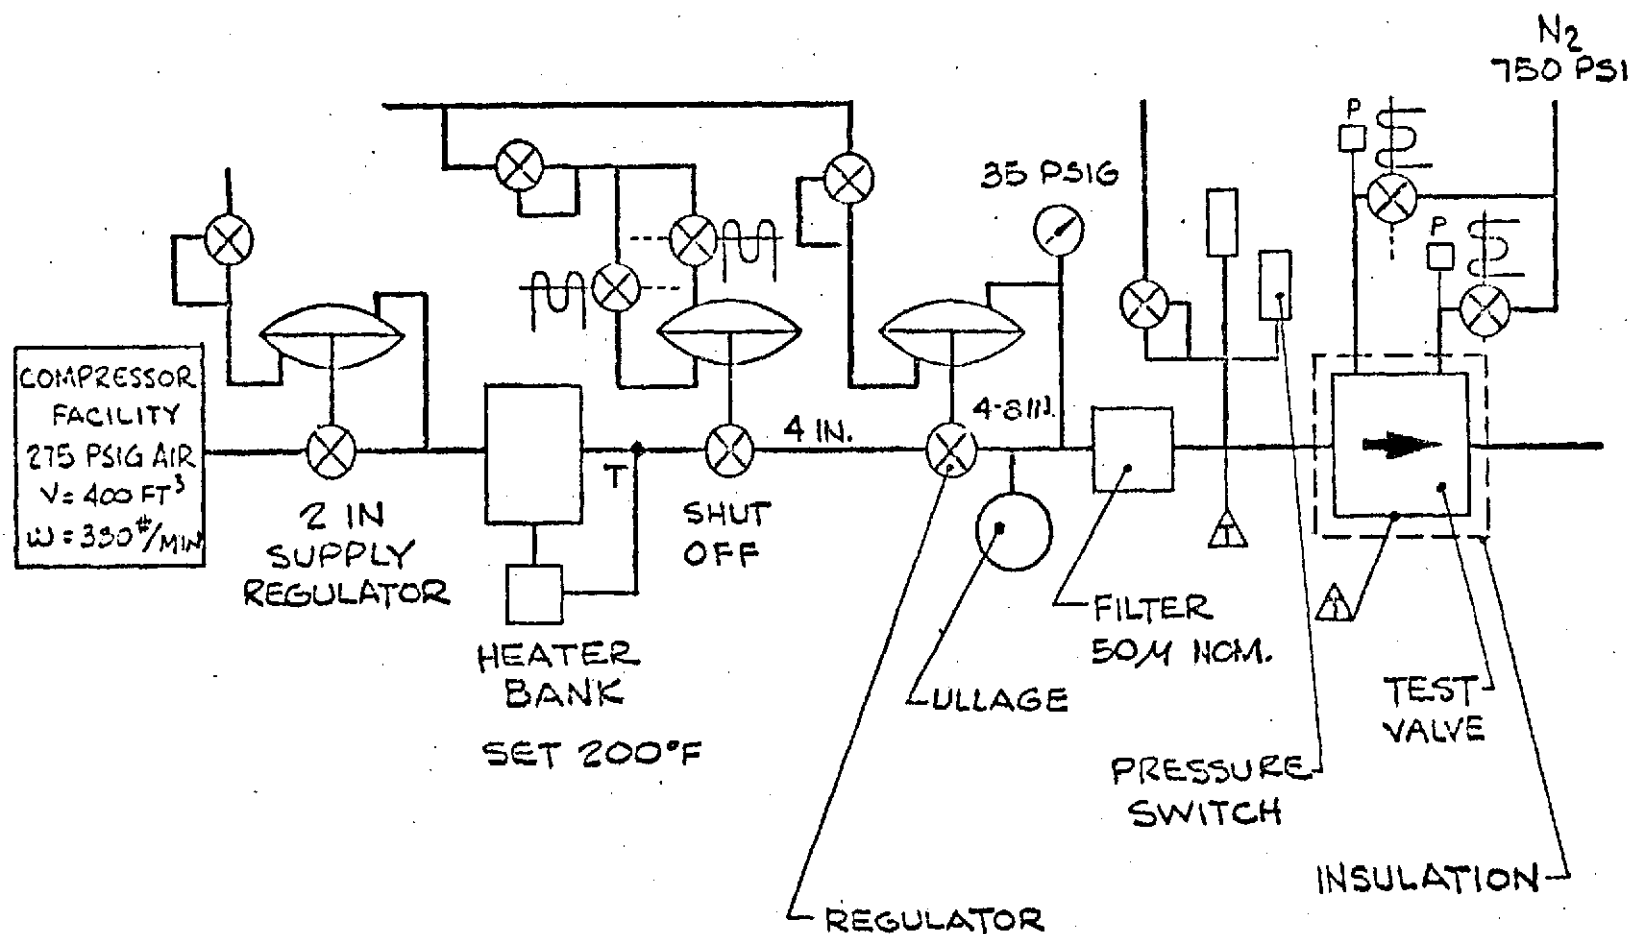 N2
750 PSI
P
P
35 PSIG
COMPRESSOR
FACILITY
275 PSIG AIR
V = 400 FT³
ω = 330 #/MIN
2 IN
SUPPLY
REGULATOR
T
HEATER
BANK
SET 200°F
SHUT
OFF
4 IN.
4-8 IN.
ULLAGE
REGULATOR
FILTER
50μ NOM.
T
T
PRESSURE
SWITCH
TEST
VALVE
INSULATION